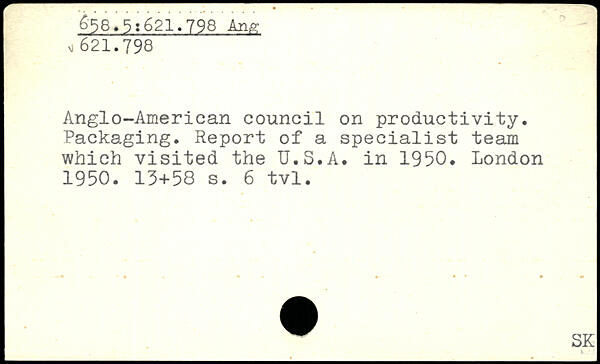 658.5:621.798 Ang
√ 621.798
Anglo-American council on productivity.
Packaging. Report of a specialist team
which visited the U.S.A. in 1950. London
1950. 13+58 s. 6 tvl.
SK